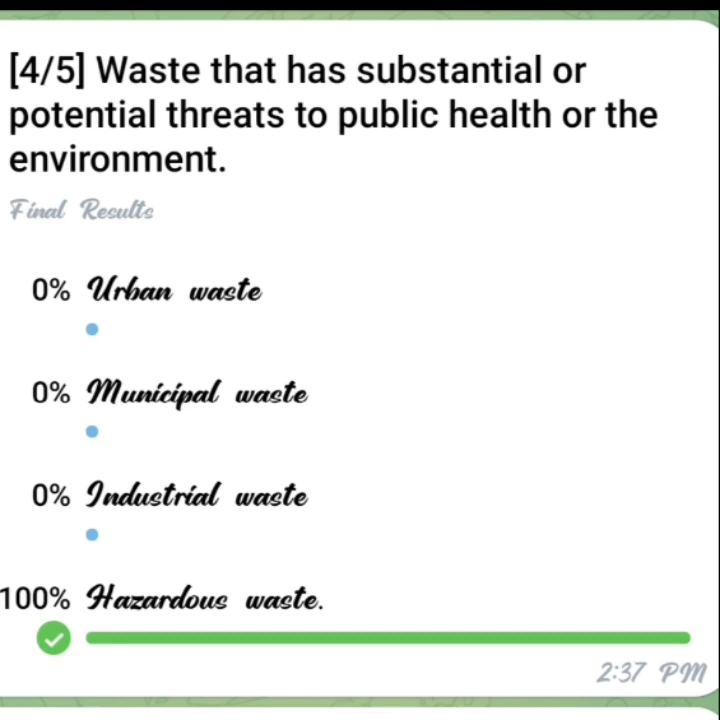 [4/5] Waste that has substantial or
potential threats to public health or the
environment.
Final Results
0% Urban waste
0% Municipal waste
0% Industrial waste
100% Hazardous waste.
2:37 PM